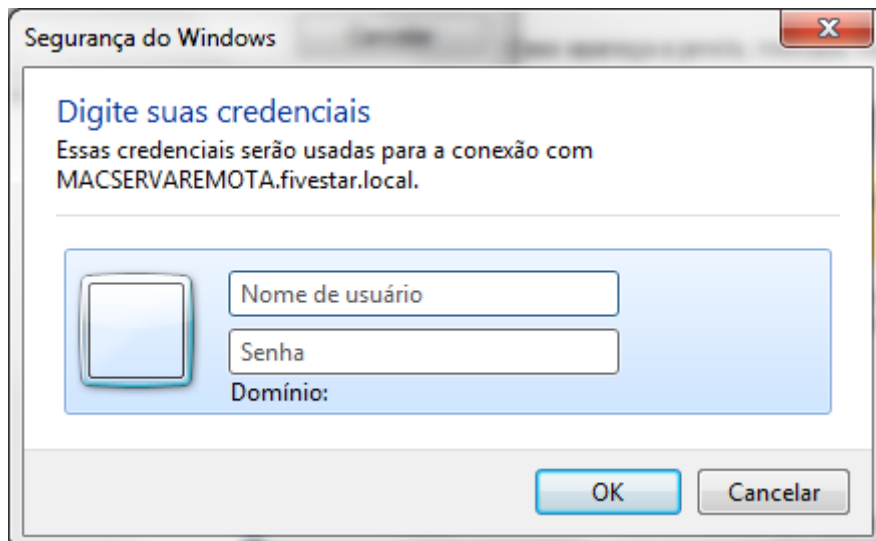 Segurança do Windows
Cancelar
Digite suas credenciais
Essas credenciais serão usadas para a conexão com
MACSERVAREMOTA.fivestar.local.
Nome de usuário
Senha
Domínio:
OK
Cancelar